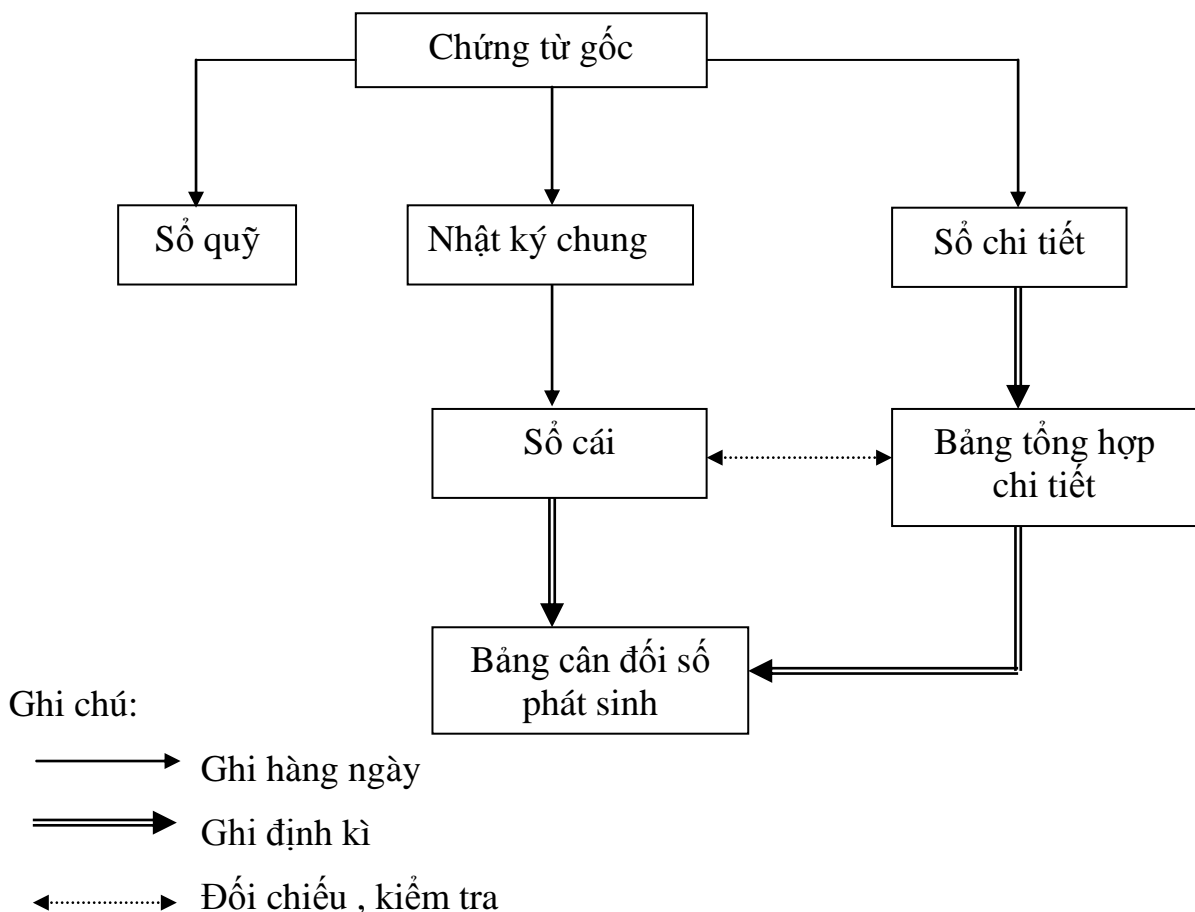 Chứng từ gốc
Sổ quỹ
Nhật ký chung
Sổ chi tiết
Sổ cái
Bảng tổng hợp
chi tiết
Bảng cân đối số
phát sinh
Ghi chú:
Ghi hàng ngày
Ghi định kì
Đối chiếu , kiểm tra